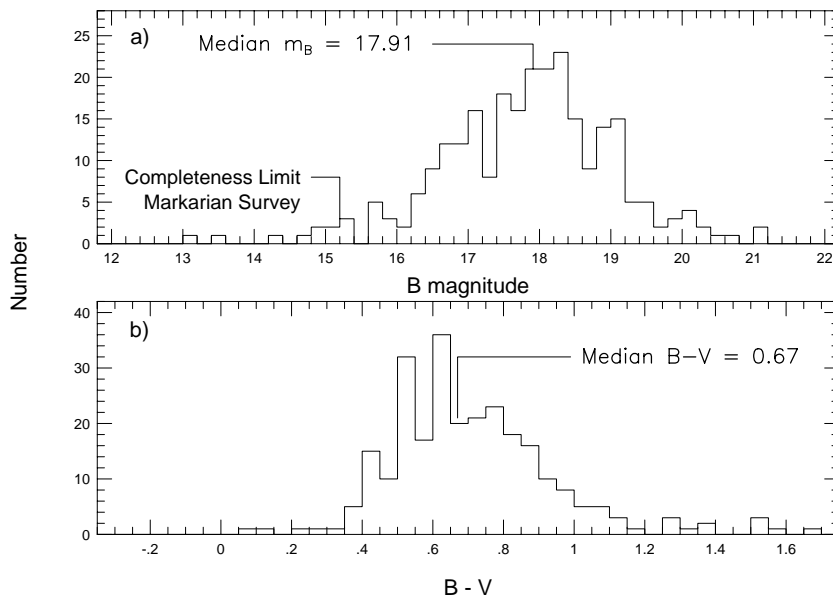 a)
Median m_B = 17.91
Completeness Limit
Markarian Survey
25
20
15
10
5
0
12 13 14 15 16 17 18 19 20 21 22
B magnitude
Number
b)
Median B-V = 0.67
40
30
20
10
0
-.2 0 .2 .4 .6 .8 1 1.2 1.4 1.6
B - V